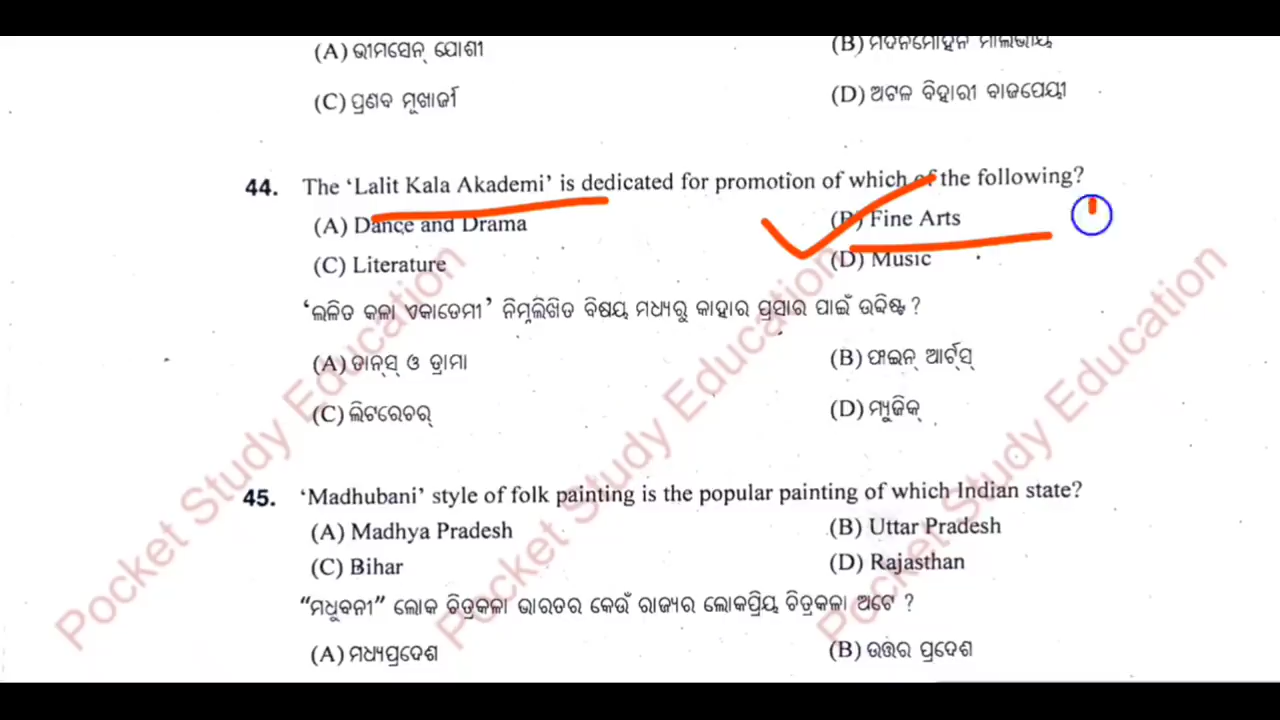 (A) ଭୀମସେନ୍ ଯୋଶୀ (B) ମଦନମୋହନ ମାଲଭୀୟ
(C) ପ୍ରଣବ ମୁଖାର୍ଜୀ (D) ଅଟଳ ବିହାରୀ ବାଜପେୟୀ
44. The ‘Lalit Kala Akademi’ is dedicated for promotion of which of the following?
(A) Dance and Drama (B) Fine Arts
(C) Literature (D) Music
‘ଲଳିତ କଳା ଏକାଡେମୀ’ ନିମ୍ନଲିଖିତ ବିଷୟ ମଧ୍ୟରୁ କାହାର ପ୍ରସାର ପାଇଁ ଉଦ୍ଦିଷ୍ଟ ?
(A) ଡାନ୍ସ୍ ଓ ଡ୍ରାମା (B) ଫାଇନ୍ ଆର୍ଟ୍ସ୍
(C) ଲିଟରେଚର୍ (D) ମ୍ୟୁଜିକ୍
45. ‘Madhubani’ style of folk painting is the popular painting of which Indian state?
(A) Madhya Pradesh (B) Uttar Pradesh
(C) Bihar (D) Rajasthan
“ମଧୁବନୀ” ଲୋକ ଚିତ୍ରକଳା ଭାରତର କେଉଁ ରାଜ୍ୟର ଲୋକପ୍ରିୟ ଚିତ୍ରକଳା ଅଟେ ?
(A) ମଧ୍ୟପ୍ରଦେଶ (B) ଉତ୍ତର ପ୍ରଦେଶ
Pocket Study Education
Pocket Study Education
Pocket Study Education